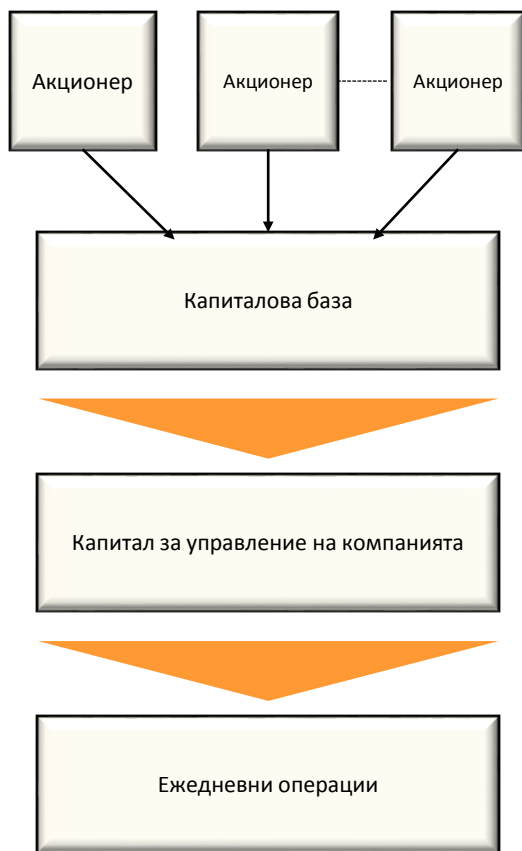 Акционер
Акционер
Акционер
Капиталова база
Капитал за управление на компанията
Ежедневни операции